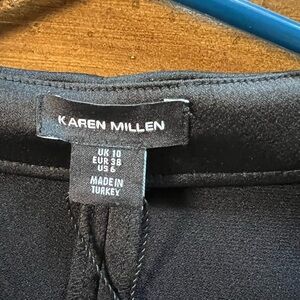 KAREN MILLEN
UK 10
EUR 38
US 6
MADE IN
TURKEY